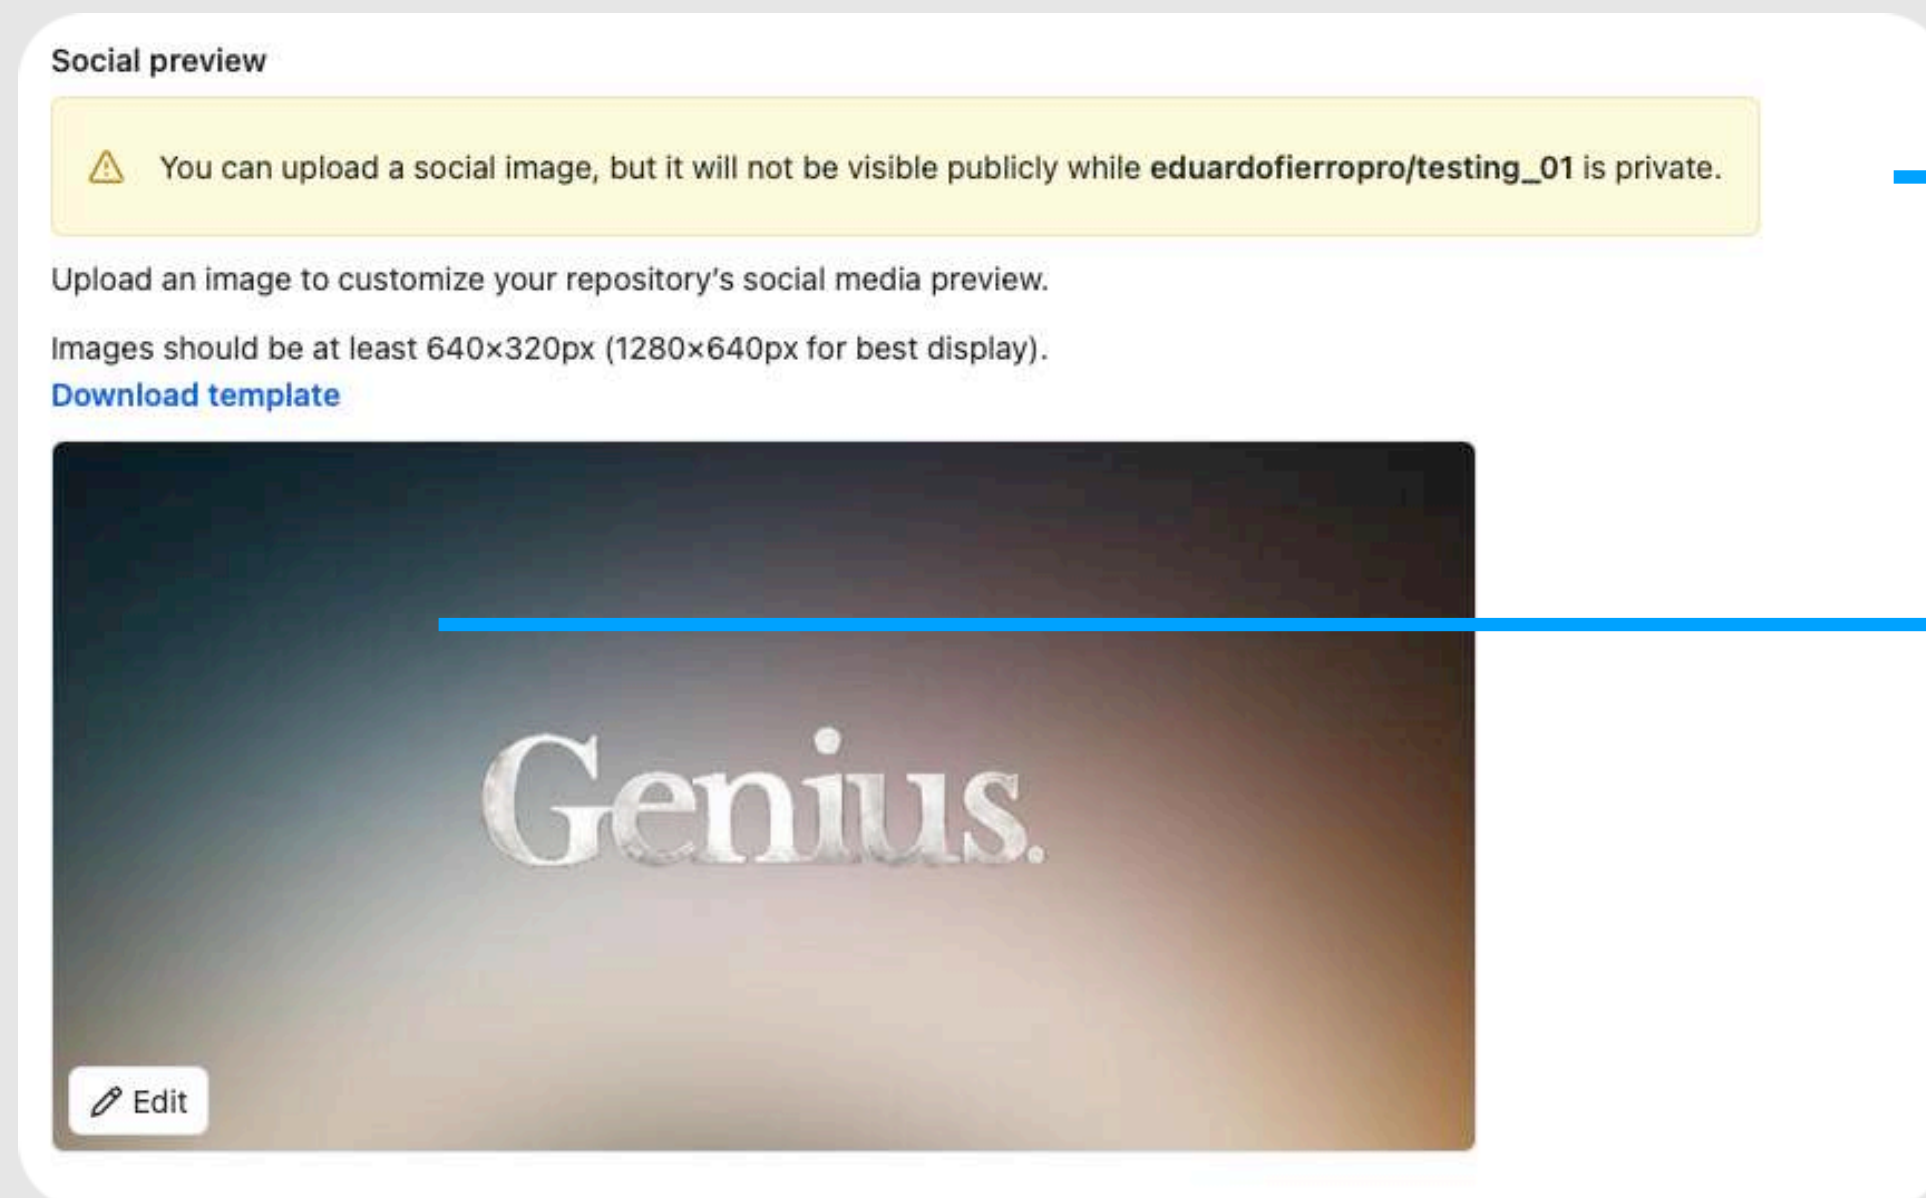 Social preview
You can upload a social image, but it will not be visible publicly while eduardofierropro/testing_01 is private.
Upload an image to customize your repository’s social media preview.
Images should be at least 640×320px (1280×640px for best display).
Download template
Genius.
Edit